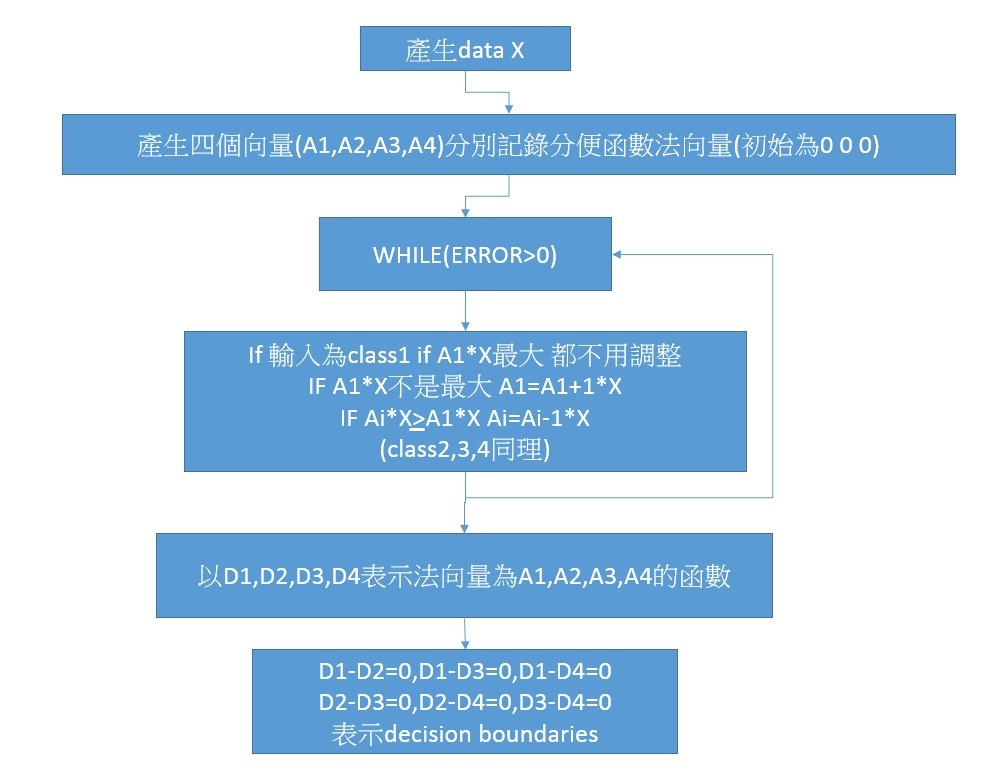 產生data X
產生四個向量(A1,A2,A3,A4)分別記錄分便函數法向量(初始為0 0 0)
WHILE(ERROR>0)
If 輸入為class1 if A1*X最大 都不用調整
IF A1*X不是最大 A1=A1+1*X
IF Ai*X>A1*X Ai=Ai-1*X
(class2,3,4同理)
以D1,D2,D3,D4表示法向量為A1,A2,A3,A4的函數
D1-D2=0,D1-D3=0,D1-D4=0
D2-D3=0,D2-D4=0,D3-D4=0
表示decision boundaries